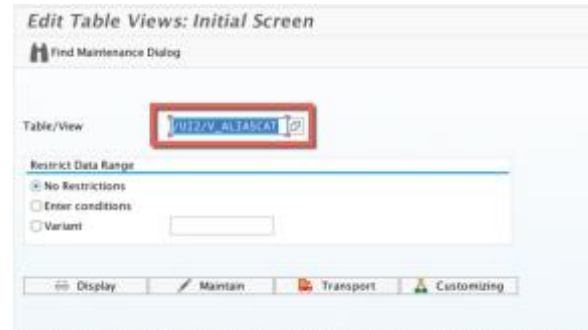 Edit Table Views: Initial Screen
Find Maintenance Dialog
Table/View /UI2/V_ALIASCAT
Restrict Data Range
No Restrictions
Enter conditions
Variant
Display Maintain Transport Customizing